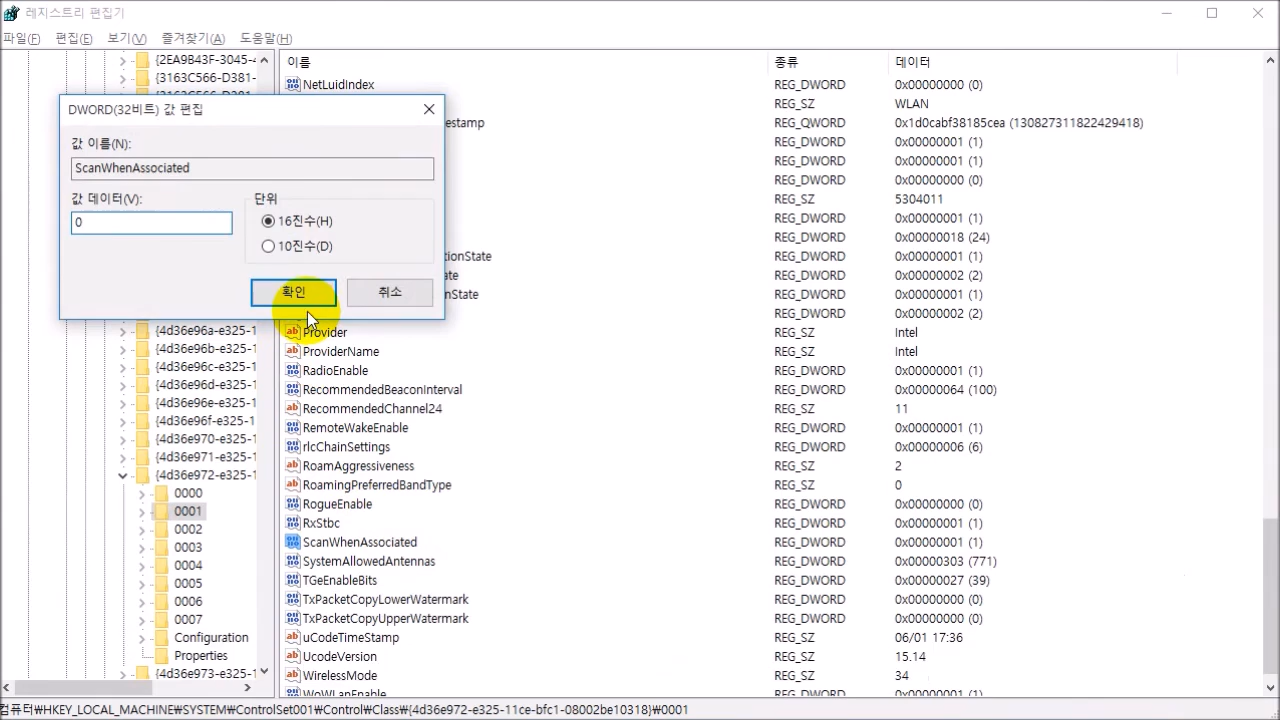 레지스트리 편집기
파일(F) 편집(E) 보기(V) 즐겨찾기(A) 도움말(H)
{2EA9B43F-3045-4
{3163C566-D381-
이름 종류 데이터
NetLuidIndex REG_DWORD 0x00000000 (0)
REG_SZ WLAN
estamp REG_QWORD 0x1d0cabf38185cea (130827311822429418)
REG_DWORD 0x00000001 (1)
REG_DWORD 0x00000001 (1)
REG_DWORD 0x00000000 (0)
REG_SZ 5304011
REG_DWORD 0x00000001 (1)
REG_DWORD 0x00000018 (24)
tionState REG_DWORD 0x00000001 (1)
ate REG_DWORD 0x00000002 (2)
nState REG_DWORD 0x00000001 (1)
REG_DWORD 0x00000002 (2)
DWORD(32비트) 값 편집
값 이름(N):
ScanWhenAssociated
값 데이터(V):
0
단위
16진수(H)
10진수(D)
확인 취소
{4d36e96a-e325-1
{4d36e96b-e325-1
{4d36e96c-e325-1
{4d36e96d-e325-1
{4d36e96e-e325-1
{4d36e96f-e325-1
{4d36e970-e325-1
{4d36e971-e325-1
{4d36e972-e325-1
0000
0001
0002
0003
0004
0005
0006
0007
Configuration
Properties
{4d36e973-e325-1
Provider REG_SZ Intel
ProviderName REG_SZ Intel
RadioEnable REG_DWORD 0x00000001 (1)
RecommendedBeaconInterval REG_DWORD 0x00000064 (100)
RecommendedChannel24 REG_SZ 11
RemoteWakeEnable REG_DWORD 0x00000001 (1)
rlcChainSettings REG_DWORD 0x00000006 (6)
RoamAggressiveness REG_SZ 2
RoamingPreferredBandType REG_SZ 0
RogueEnable REG_DWORD 0x00000000 (0)
RxStbc REG_DWORD 0x00000001 (1)
ScanWhenAssociated REG_DWORD 0x00000001 (1)
SystemAllowedAntennas REG_DWORD 0x00000303 (771)
TGeEnableBits REG_DWORD 0x00000027 (39)
TxPacketCopyLowerWatermark REG_DWORD 0x00000000 (0)
TxPacketCopyUpperWatermark REG_DWORD 0x00000000 (0)
uCodeTimeStamp REG_SZ 06/01 17:36
UcodeVersion REG_SZ 15.14
WirelessMode REG_SZ 34
WoWLanEnable REG_DWORD 0x00000001 (1)
컴퓨터￦HKEY_LOCAL_MACHINE￦SYSTEM￦ControlSet001￦Control￦Class￦{4d36e972-e325-11ce-bfc1-08002be10318}￦0001